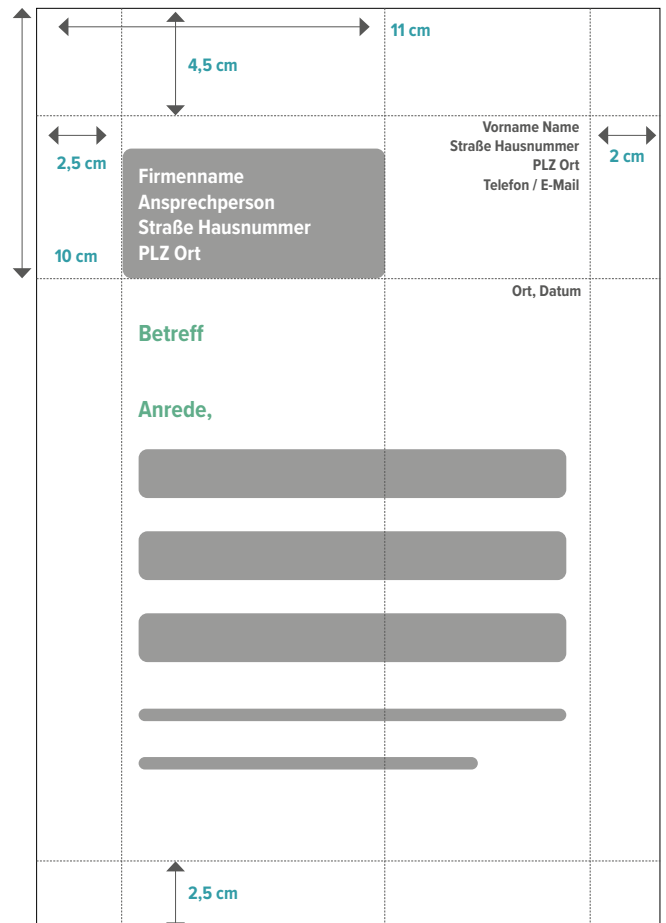 11 cm
4,5 cm
Vorname Name
Straße Hausnummer
PLZ Ort
Telefon / E-Mail
2,5 cm
2 cm
Firmenname
Ansprechperson
Straße Hausnummer
PLZ Ort
10 cm
Ort, Datum
Betreff
Anrede,
2,5 cm